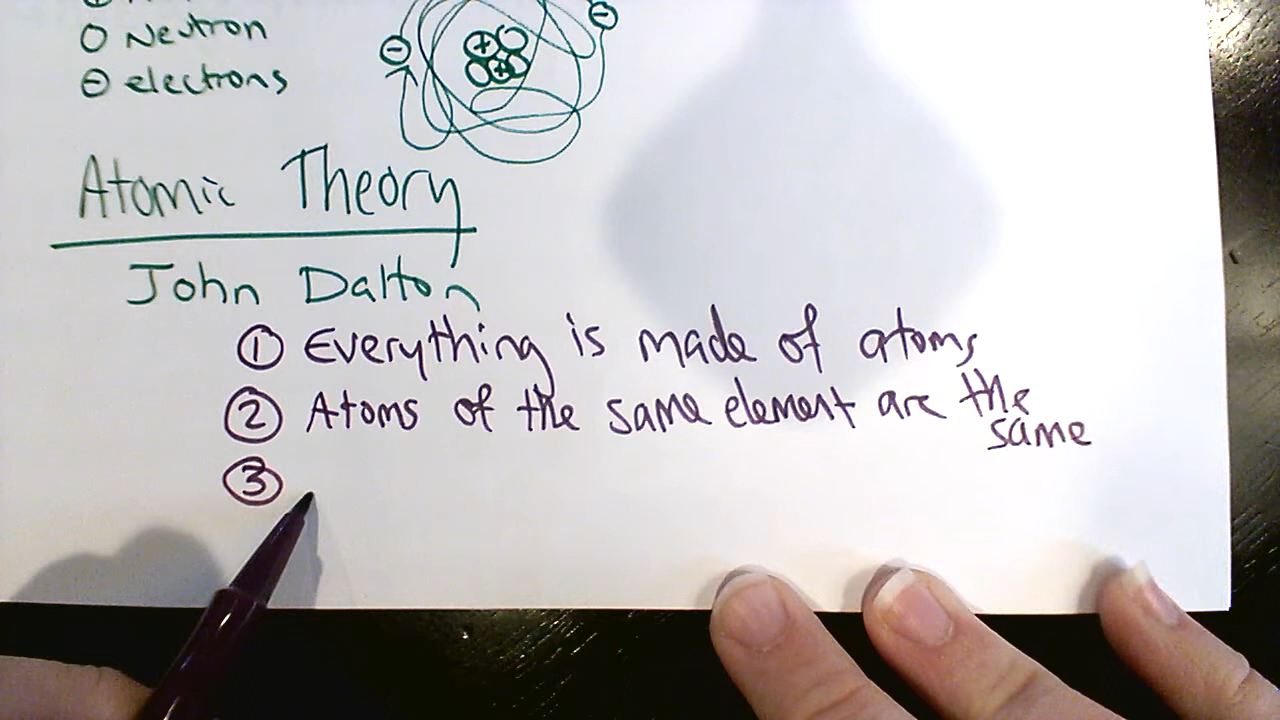 O Neutron
⊖ electrons
⊖
⊖
+
+
Atomic Theory
John Dalton
① Everything is made of atoms
② Atoms of the same element are the
same
③